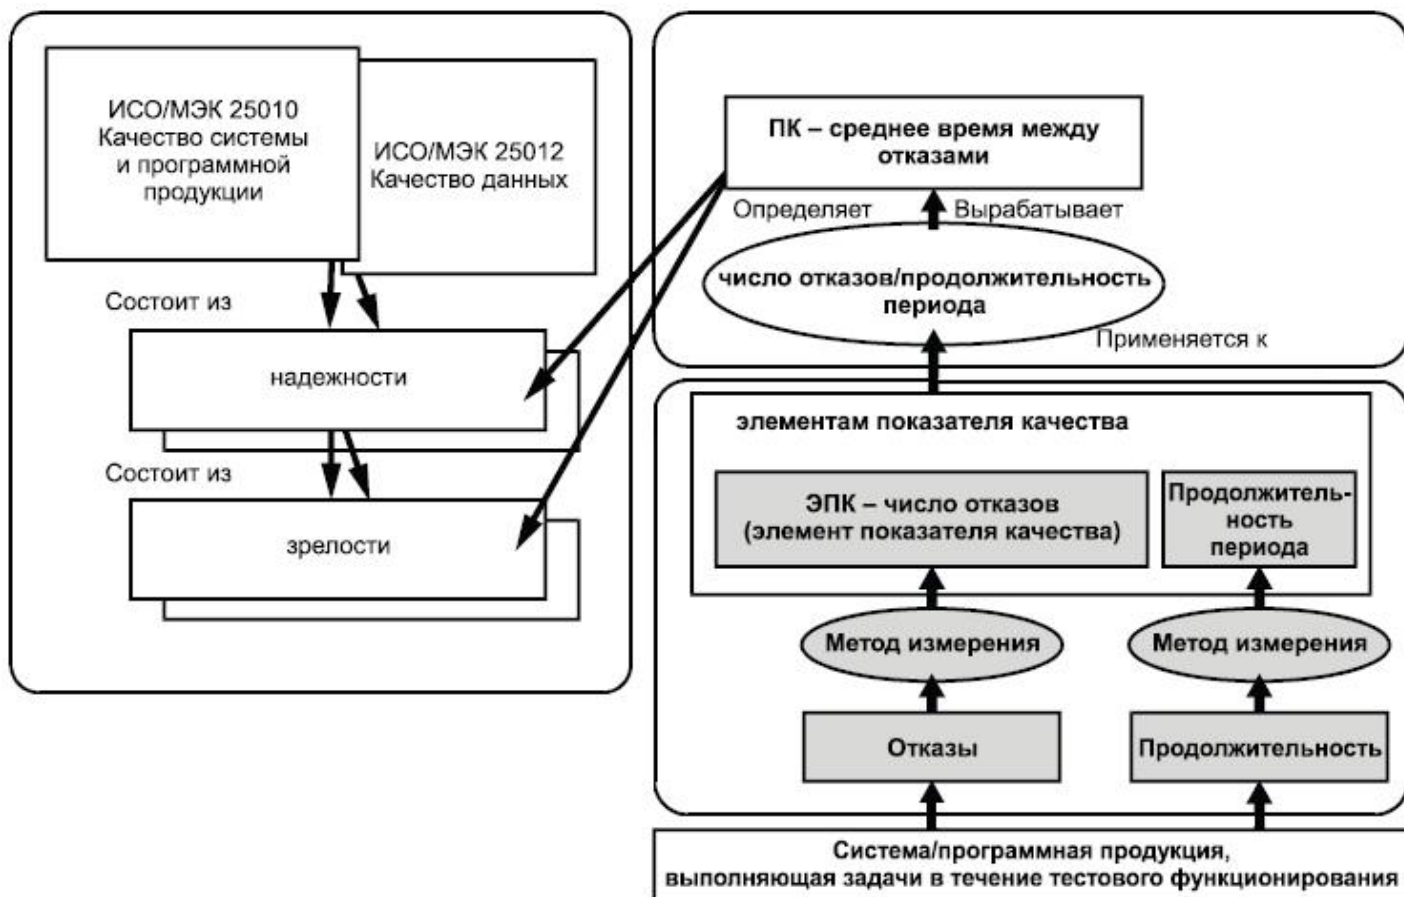 ИСО/МЭК 25010
Качество системы
и программной
продукции
ИСО/МЭК 25012
Качество данных
Состоит из
надежности
Состоит из
зрелости
ПК – среднее время между
отказами
Определяет
Вырабатывает
число отказов/продолжительность
периода
Применяется к
элементам показателя качества
ЭПК – число отказов
(элемент показателя качества)
Продолжитель-
ность
периода
Метод измерения
Метод измерения
Отказы
Продолжительность
Система/программная продукция,
выполняющая задачи в течение тестового функционирования